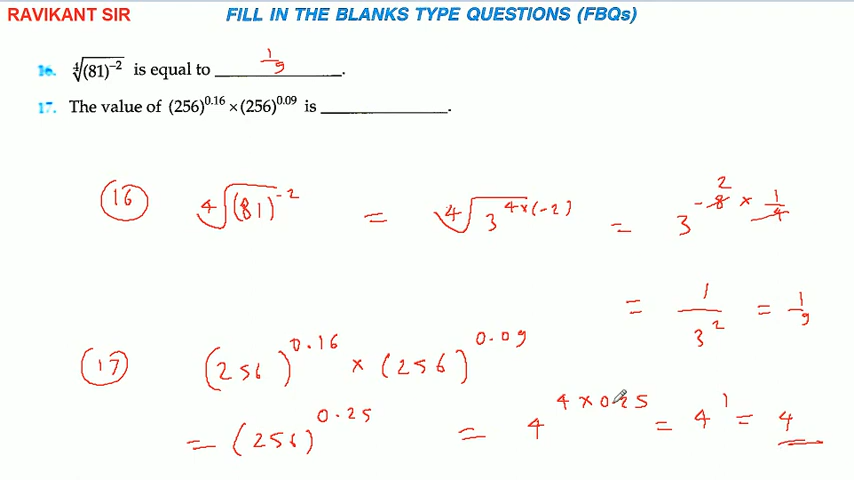 RAVIKANT SIR FILL IN THE BLANKS TYPE QUESTIONS (FBQs)
16. ∜(81)⁻² is equal to 1/9.
17. The value of (256)^0.16 × (256)^0.09 is ______.
(16) ∜(81)⁻² = ∜3^(4×(-2)) = 3^(-8 2 × 1/4)
= 1/3² = 1/9
(17) (256)^0.16 × (256)^0.09
= (256)^0.25 = 4^(4×0.25) = 4^1 = 4